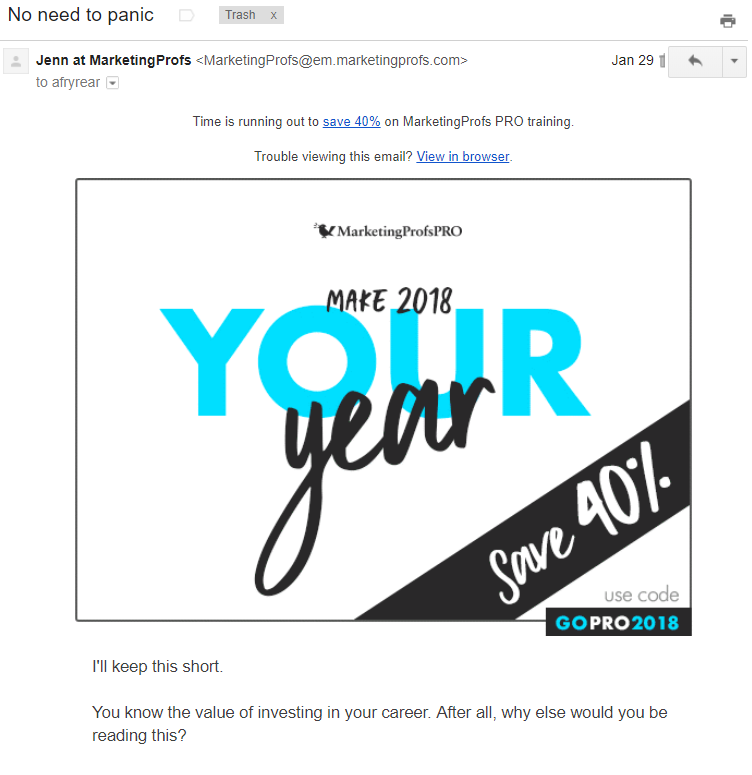 No need to panic
Trash x
Jenn at MarketingProfs <MarketingProfs@em.marketingprofs.com>
Jan 29
to afryrear
Time is running out to save 40% on MarketingProfs PRO training.
Trouble viewing this email? View in browser.
MarketingProfsPRO
MAKE 2018
YOUR
year
Save 40%
use code
GOPRO2018
I'll keep this short.
You know the value of investing in your career. After all, why else would you be
reading this?